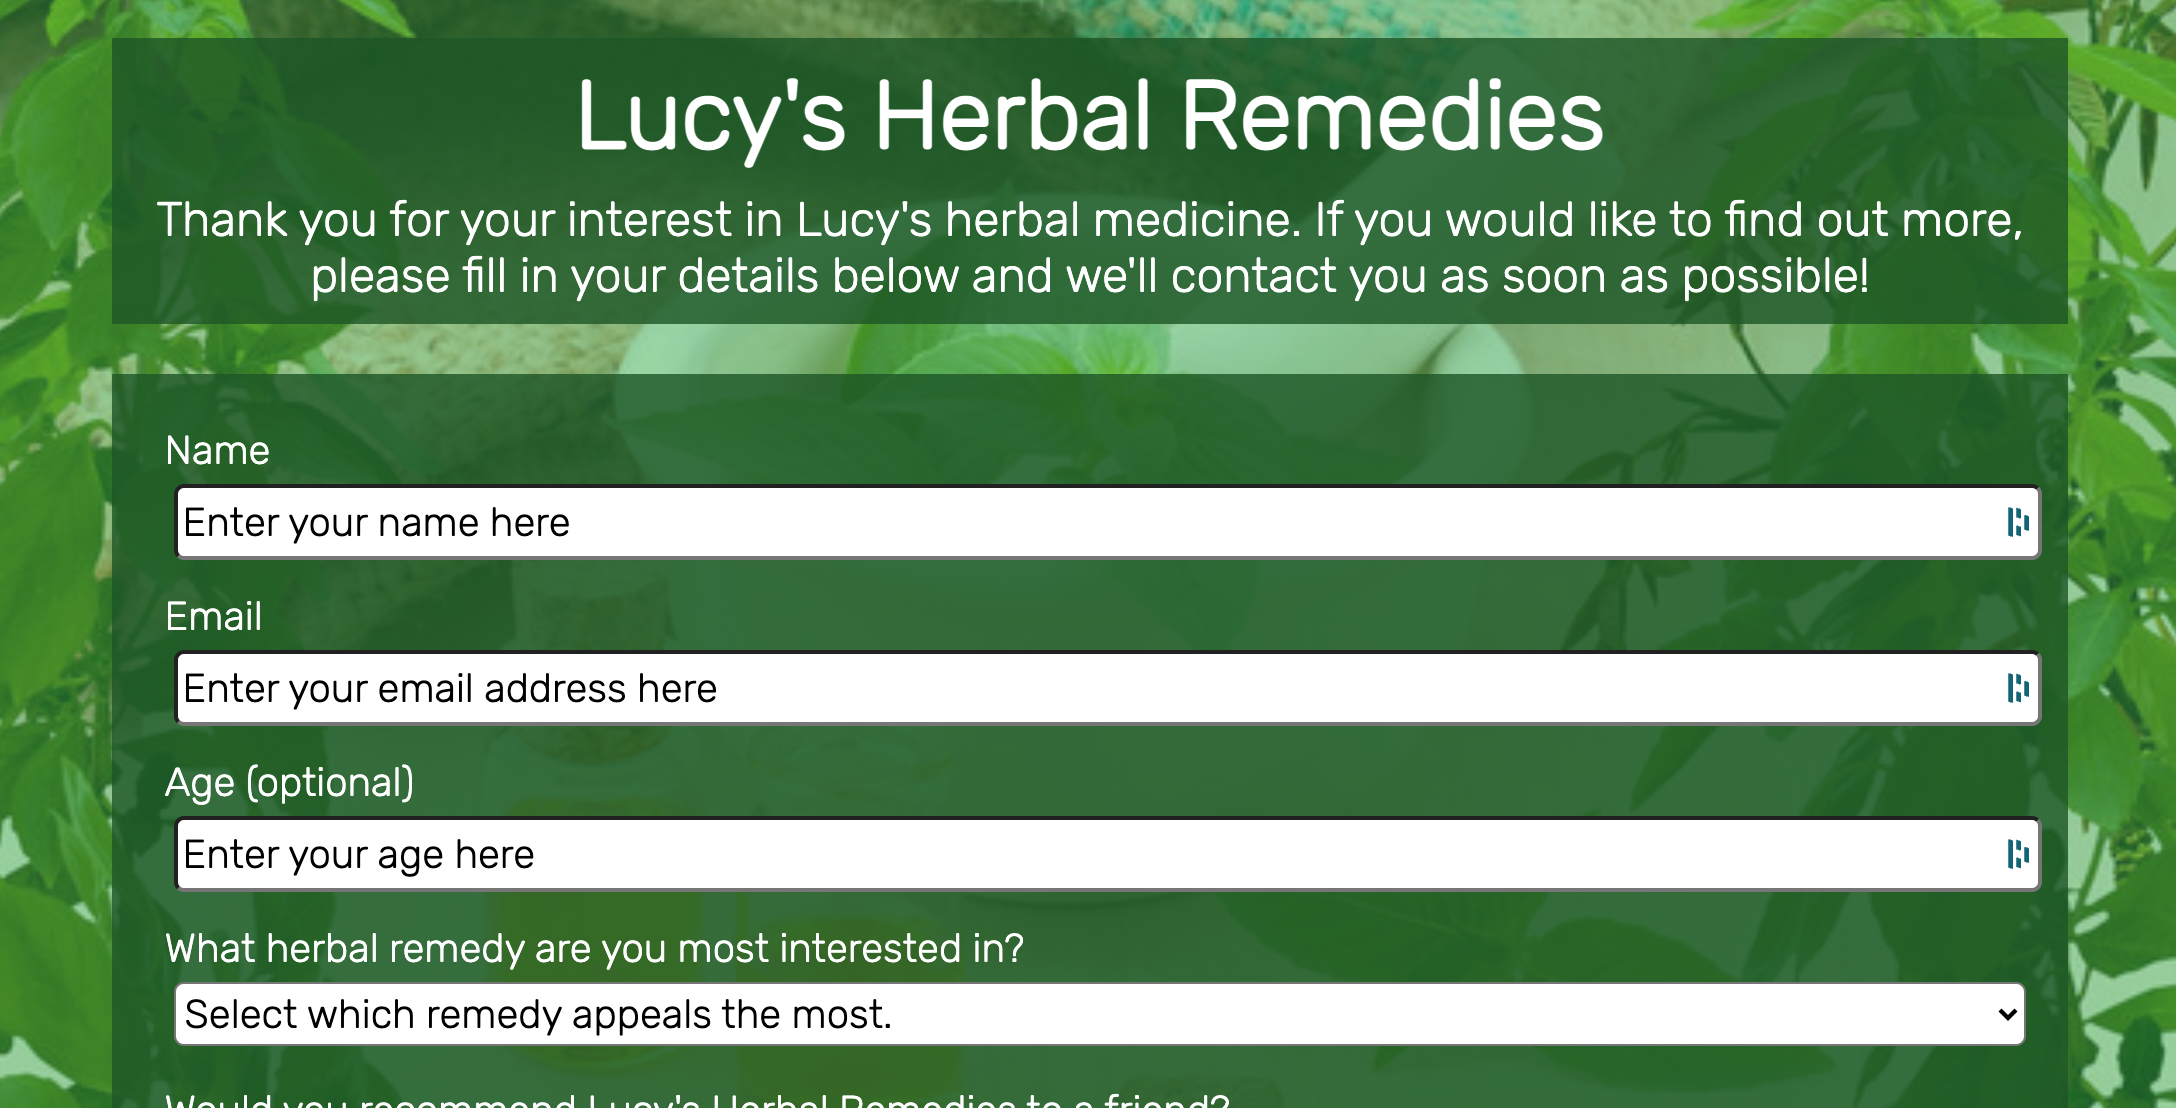 Lucy's Herbal Remedies
Thank you for your interest in Lucy's herbal medicine. If you would like to find out more,
please fill in your details below and we'll contact you as soon as possible!
Name
Enter your name here
Email
Enter your email address here
Age (optional)
Enter your age here
What herbal remedy are you most interested in?
Select which remedy appeals the most.
Would you recommend Lucy's Herbal Remedies to a friend?